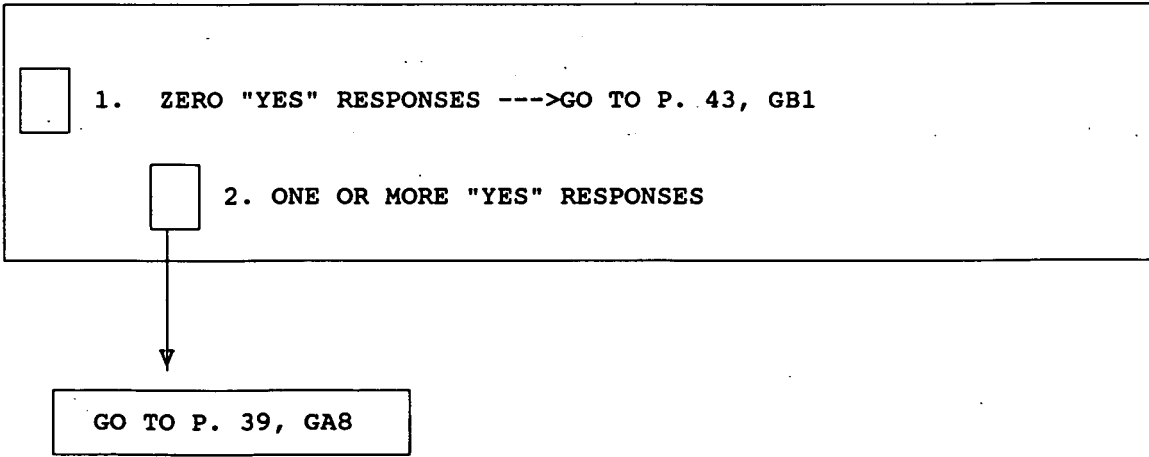 1. ZERO "YES" RESPONSES --->GO TO P. 43, GB1
2. ONE OR MORE "YES" RESPONSES
GO TO P. 39, GA8